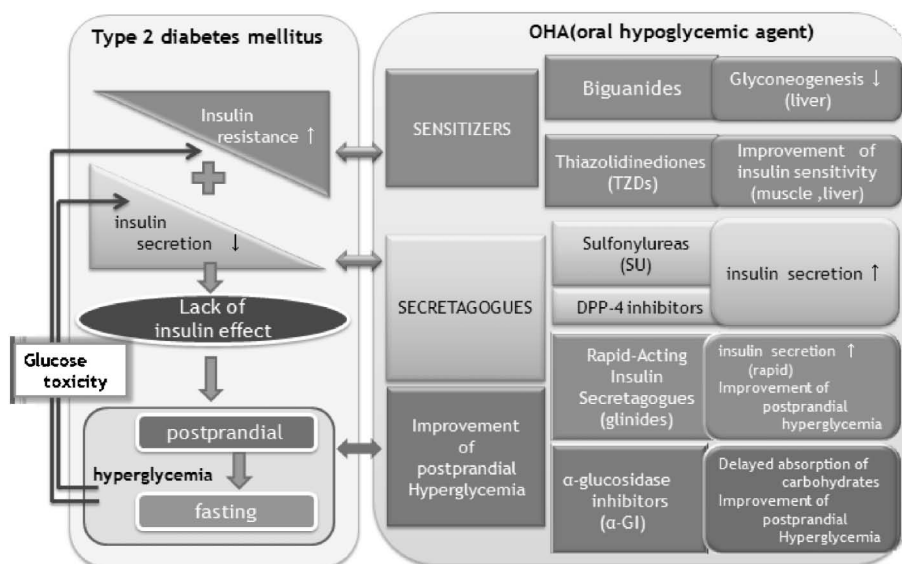 Type 2 diabetes mellitus
Insulin
resistance ↑
insulin
secretion ↓
Lack of
insulin effect
Glucose
toxicity
postprandial
hyperglycemia
fasting
OHA(oral hypoglycemic agent)
SENSITIZERS
Biguanides
Glyconeogenesis ↓
(liver)
Thiazolidinediones
(TZDs)
Improvement of
insulin sensitivity
(muscle ,liver)
SECRETAGOGUES
Sulfonylureas
(SU)
DPP-4 inhibitors
insulin secretion ↑
Rapid-Acting
Insulin
Secretagogues
(glinides)
insulin secretion ↑
(rapid)
Improvement of
postprandial
hyperglycemia
Improvement
of
postprandial
Hyperglycemia
α-glucosidase
inhibitors
(α-GI)
Delayed absorption of
carbohydrates
Improvement of
postprandial
Hyperglycemia